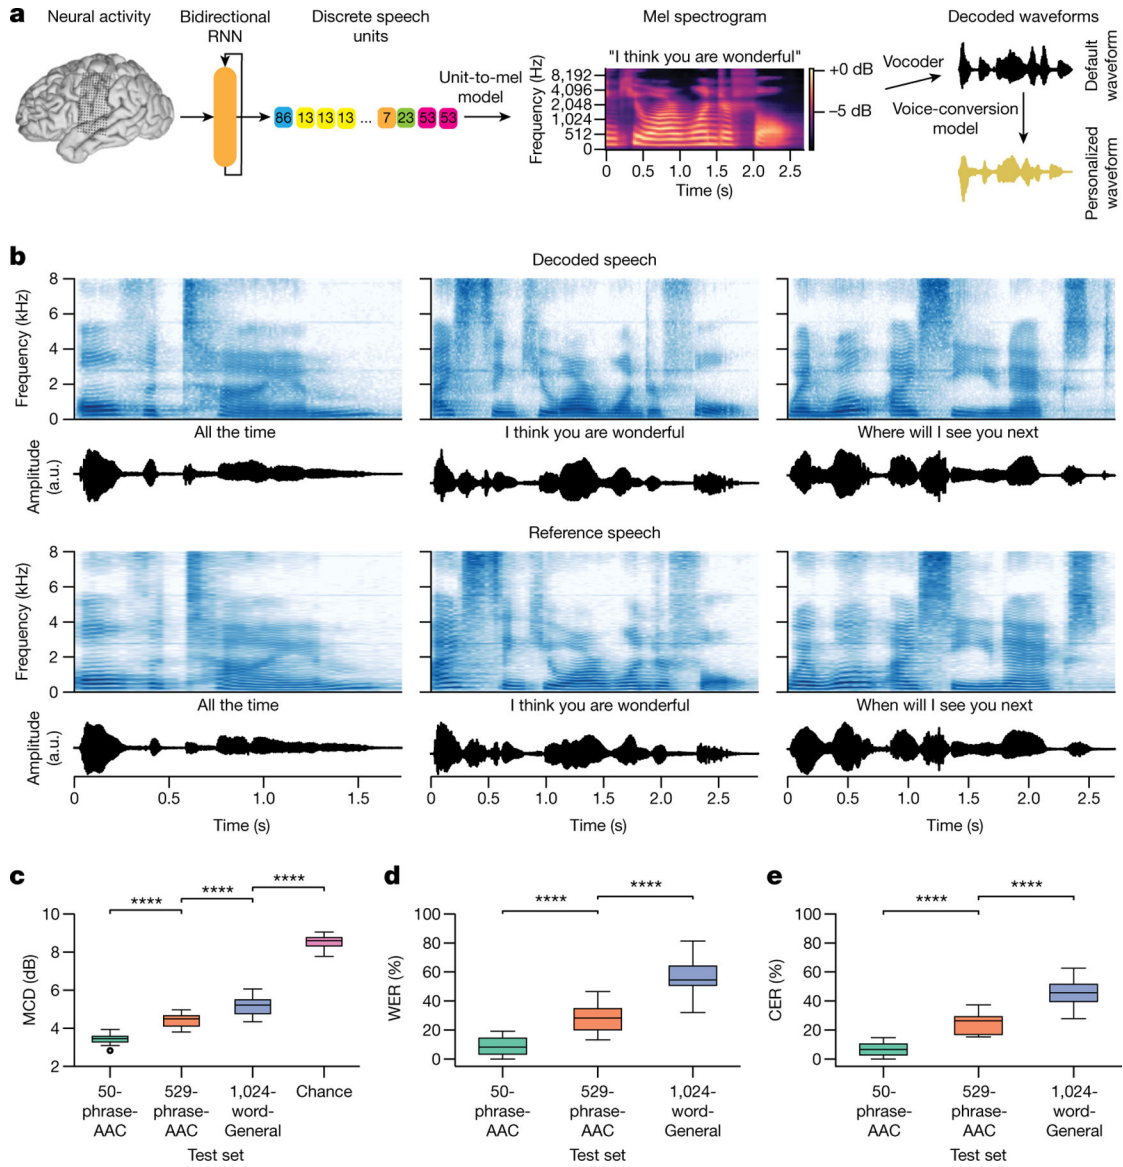 a
Neural activity
Bidirectional
RNN
Discrete speech
units
Mel spectrogram
Decoded waveforms
"I think you are wonderful"
Unit-to-mel
model
86 13 13 13 ... 7 23 53 53
Frequency (Hz)
8,192
4,096
2,048
1,024
512
0
0 0.5 1.0 1.5 2.0 2.5
Time (s)
+0 dB
−5 dB
Vocoder
Voice-conversion
model
Default
waveform
Personalized
waveform
b
Decoded speech
Frequency (kHz)
8
6
4
2
0
All the time
I think you are wonderful
Where will I see you next
Amplitude
(a.u.)
Reference speech
Frequency (kHz)
8
6
4
2
0
All the time
I think you are wonderful
When will I see you next
Amplitude
(a.u.)
0 0.5 1.0 1.5
0 0.5 1.0 1.5 2.0 2.5
0 0.5 1.0 1.5 2.0 2.5
Time (s)
Time (s)
Time (s)
c
**** **** ****
MCD (dB)
10
8
6
4
2
50-
phrase-
AAC
529-
phrase-
AAC
1,024-
word-
General
Chance
Test set
d
**** ****
WER (%)
100
80
60
40
20
0
50-
phrase-
AAC
529-
phrase-
AAC
1,024-
word-
General
Test set
e
**** ****
CER (%)
100
80
60
40
20
0
50-
phrase-
AAC
529-
phrase-
AAC
1,024-
word-
General
Test set